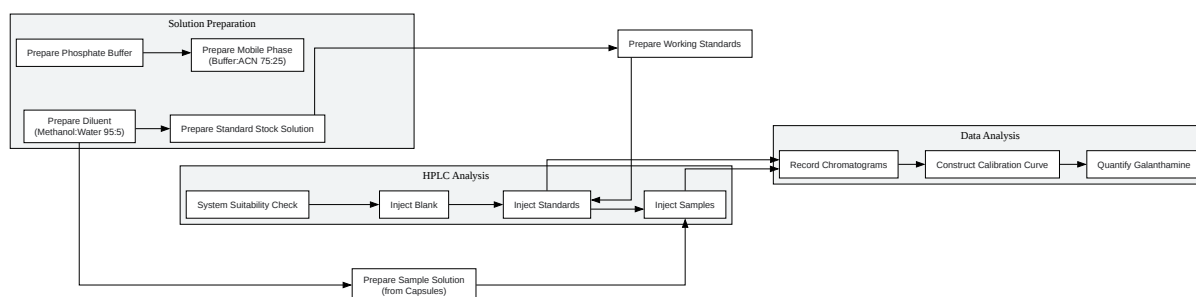 Solution Preparation
Prepare Phosphate Buffer
Prepare Mobile Phase
(Buffer:ACN 75:25)
Prepare Working Standards
Prepare Diluent
(Methanol:Water 95:5)
Prepare Standard Stock Solution
Data Analysis
Record Chromatograms
Construct Calibration Curve
Quantify Galanthamine
HPLC Analysis
System Suitability Check
Inject Blank
Inject Standards
Inject Samples
Prepare Sample Solution
(from Capsules)